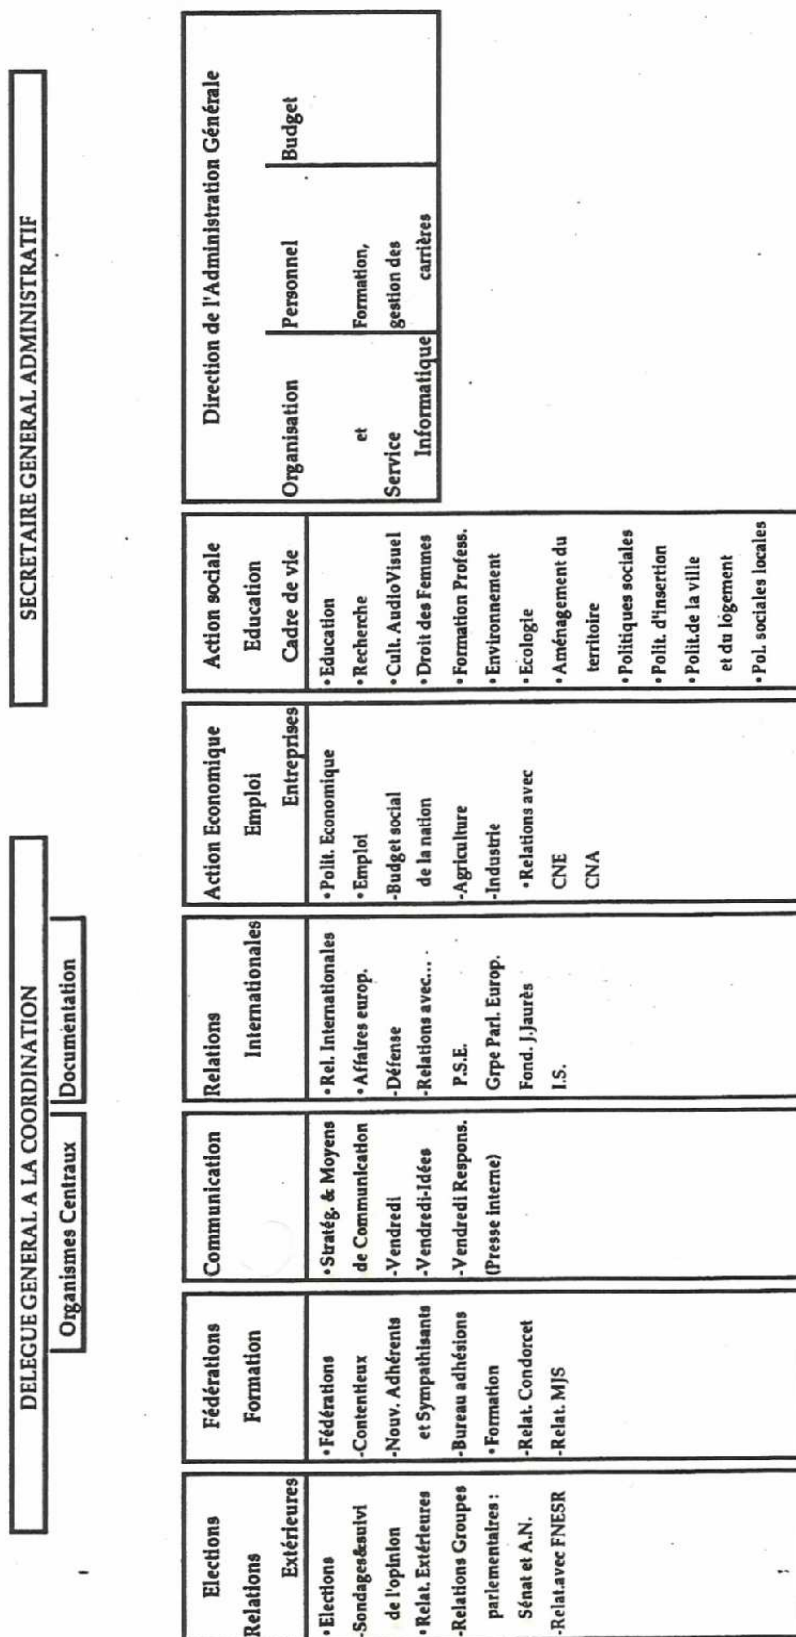 DELEGUE GENERAL A LA COORDINATION
Organismes Centraux
Documentation
SECRETAIRE GENERAL ADMINISTRATIF
Elections
Relations
Extérieures
• Elections
-Sondages&suivi
de l'opinion
• Relat. Extérieures
-Relations Groupes
parlementaires :
Sénat et A.N.
-Relat.avec FNESR
Fédérations
Formation
• Fédérations
-Contentieux
-Nouv. Adhérents
et Sympathisants
-Bureau adhésions
• Formation
-Relat. Condorcet
-Relat. MJS
Communication
• Stratég. & Moyens
de Communication
-Vendredi
-Vendredi-Idées
-Vendredi Respons.
(Presse interne)
Relations
Internationales
• Rel. Internationales
• Affaires europ.
-Défense
-Relations avec...
P.S.E.
Grpe Parl. Europ.
Fond. J.Jaurès
I.S.
Action Economique
Emploi
Entreprises
• Polit. Economique
• Emploi
-Budget social
de la nation
-Agriculture
-Industrie
•Relations avec
CNE
CNA
Action sociale
Education
Cadre de vie
• Education
• Recherche
• Cult. AudioVisuel
• Droit des Femmes
• Formation Profess.
• Environnement
• Ecologie
• Aménagement du
territoire
• Politiques sociales
• Polit. d'insertion
• Polit.de la ville
et du logement
• Pol. sociales locales
Direction de l'Administration Générale
Organisation
et
Service
Informatique
Personnel
Formation,
gestion des
carrières
Budget